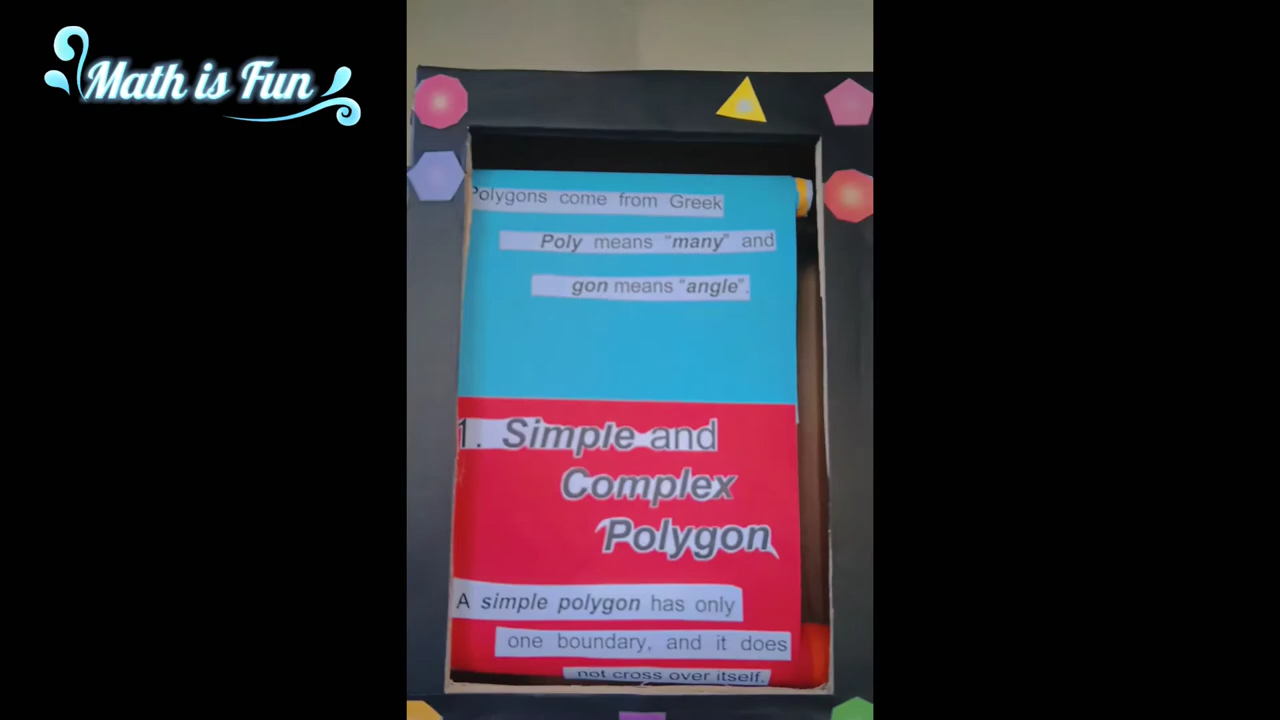 Math is Fun
Polygons come from Greek
Poly means “many” and
gon means “angle”.
1. Simple and
Complex
Polygon
A simple polygon has only
one boundary, and it does
not cross over itself.